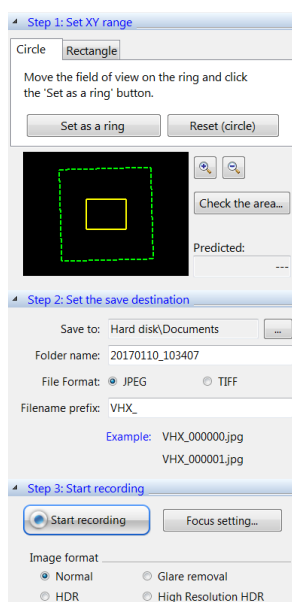 Step 1: Set XY range
Circle Rectangle
Move the field of view on the ring and click
the 'Set as a ring' button.
Set as a ring Reset (circle)
Check the area...
Predicted:
---
Step 2: Set the save destination
Save to: Hard disk\Documents ...
Folder name: 20170110_103407
File Format: JPEG TIFF
Filename prefix: VHX_
Example: VHX_000000.jpg
VHX_000001.jpg
Step 3: Start recording
Start recording Focus setting...
Image format
Normal Glare removal
HDR High Resolution HDR